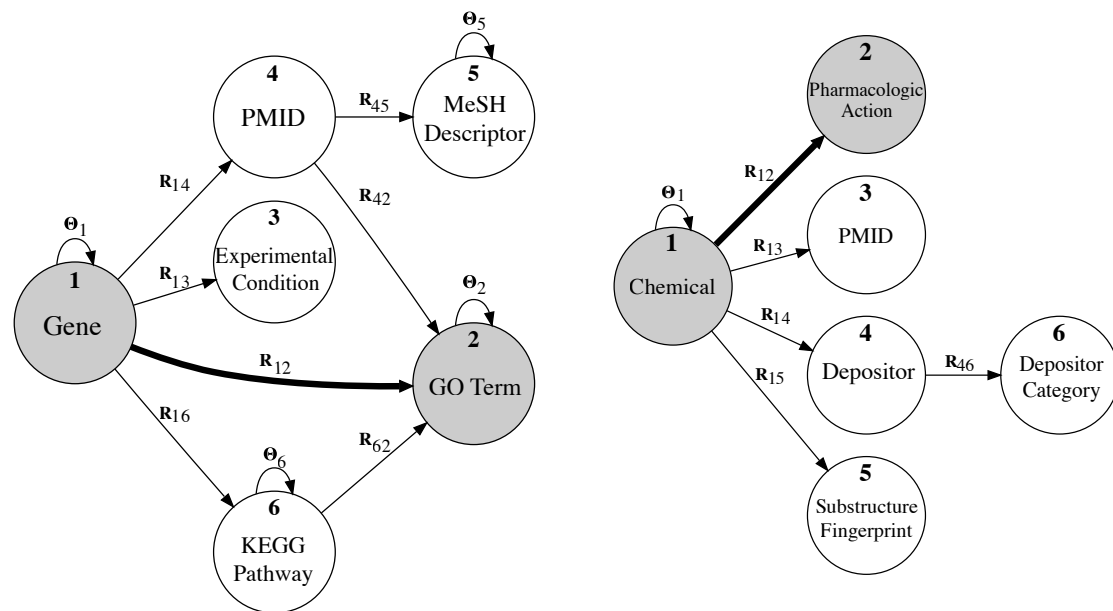 Θ5
4
PMID
R45
5
MeSH
Descriptor
R14
R42
Θ1
1
Gene
R13
3
Experimental
Condition
R12
Θ2
2
GO Term
R16
R62
Θ6
6
KEGG
Pathway
2
Pharmacologic
Action
R12
Θ1
1
Chemical
3
PMID
R13
R14
4
Depositor
R46
6
Depositor
Category
R15
5
Substructure
Fingerprint